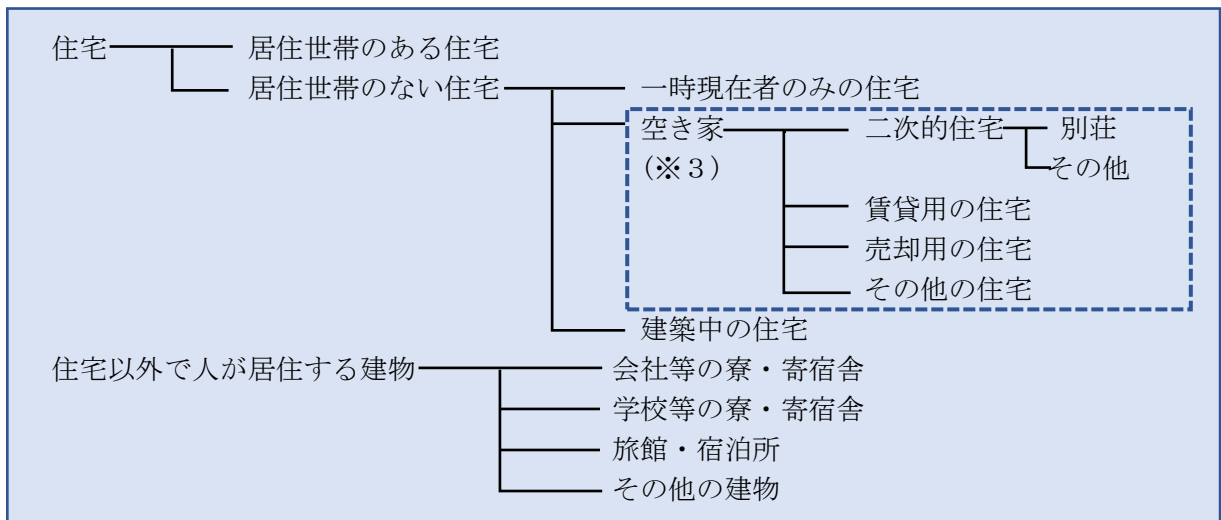 住宅 居住世帯のある住宅
居住世帯のない住宅 一時現在者のみの住宅
空き家 二次的住宅 別荘
(※3) その他
賃貸用の住宅
売却用の住宅
その他の住宅
建築中の住宅
住宅以外で人が居住する建物 会社等の寮・寄宿舎
学校等の寮・寄宿舎
旅館・宿泊所
その他の建物